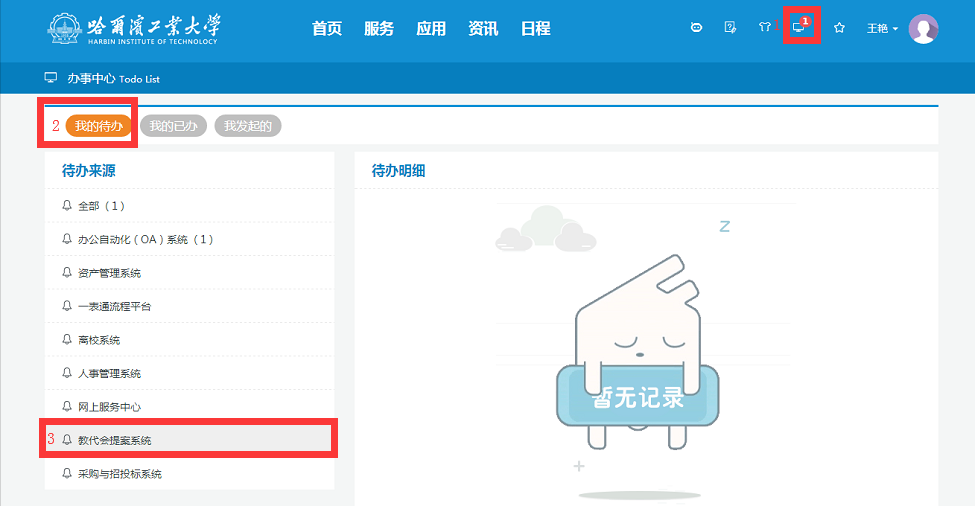 哈爾濱工業大學
HARBIN INSTITUTE OF TECHNOLOGY
首页 服务 应用 资讯 日程
1
1
王艳
办事中心 Todo List
2 我的待办 我的已办 我发起的
待办来源
全部（1）
办公自动化（OA）系统（1）
资产管理系统
一表通流程平台
离校系统
人事管理系统
网上服务中心
3 教代会提案系统
采购与招投标系统
待办明细
Z
暂无记录